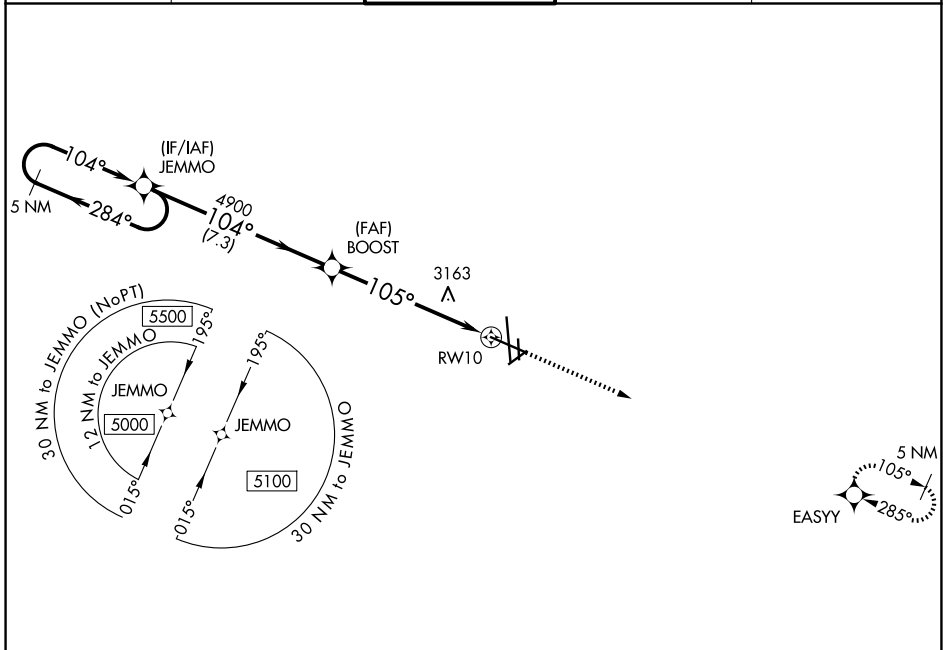 (IF/IAF)
JEMMO
104°
5 NM
284°
4900
104°
(7.3)
(FAF)
BOOST
105°
3163
RW10
30 NM to JEMMO (NoPT)
5500
195°
12 NM to JEMMO
JEMMO
5000
015°
195°
JEMMO
5100
015°
30 NM to JEMMO
5 NM
105°
285°
EASYY